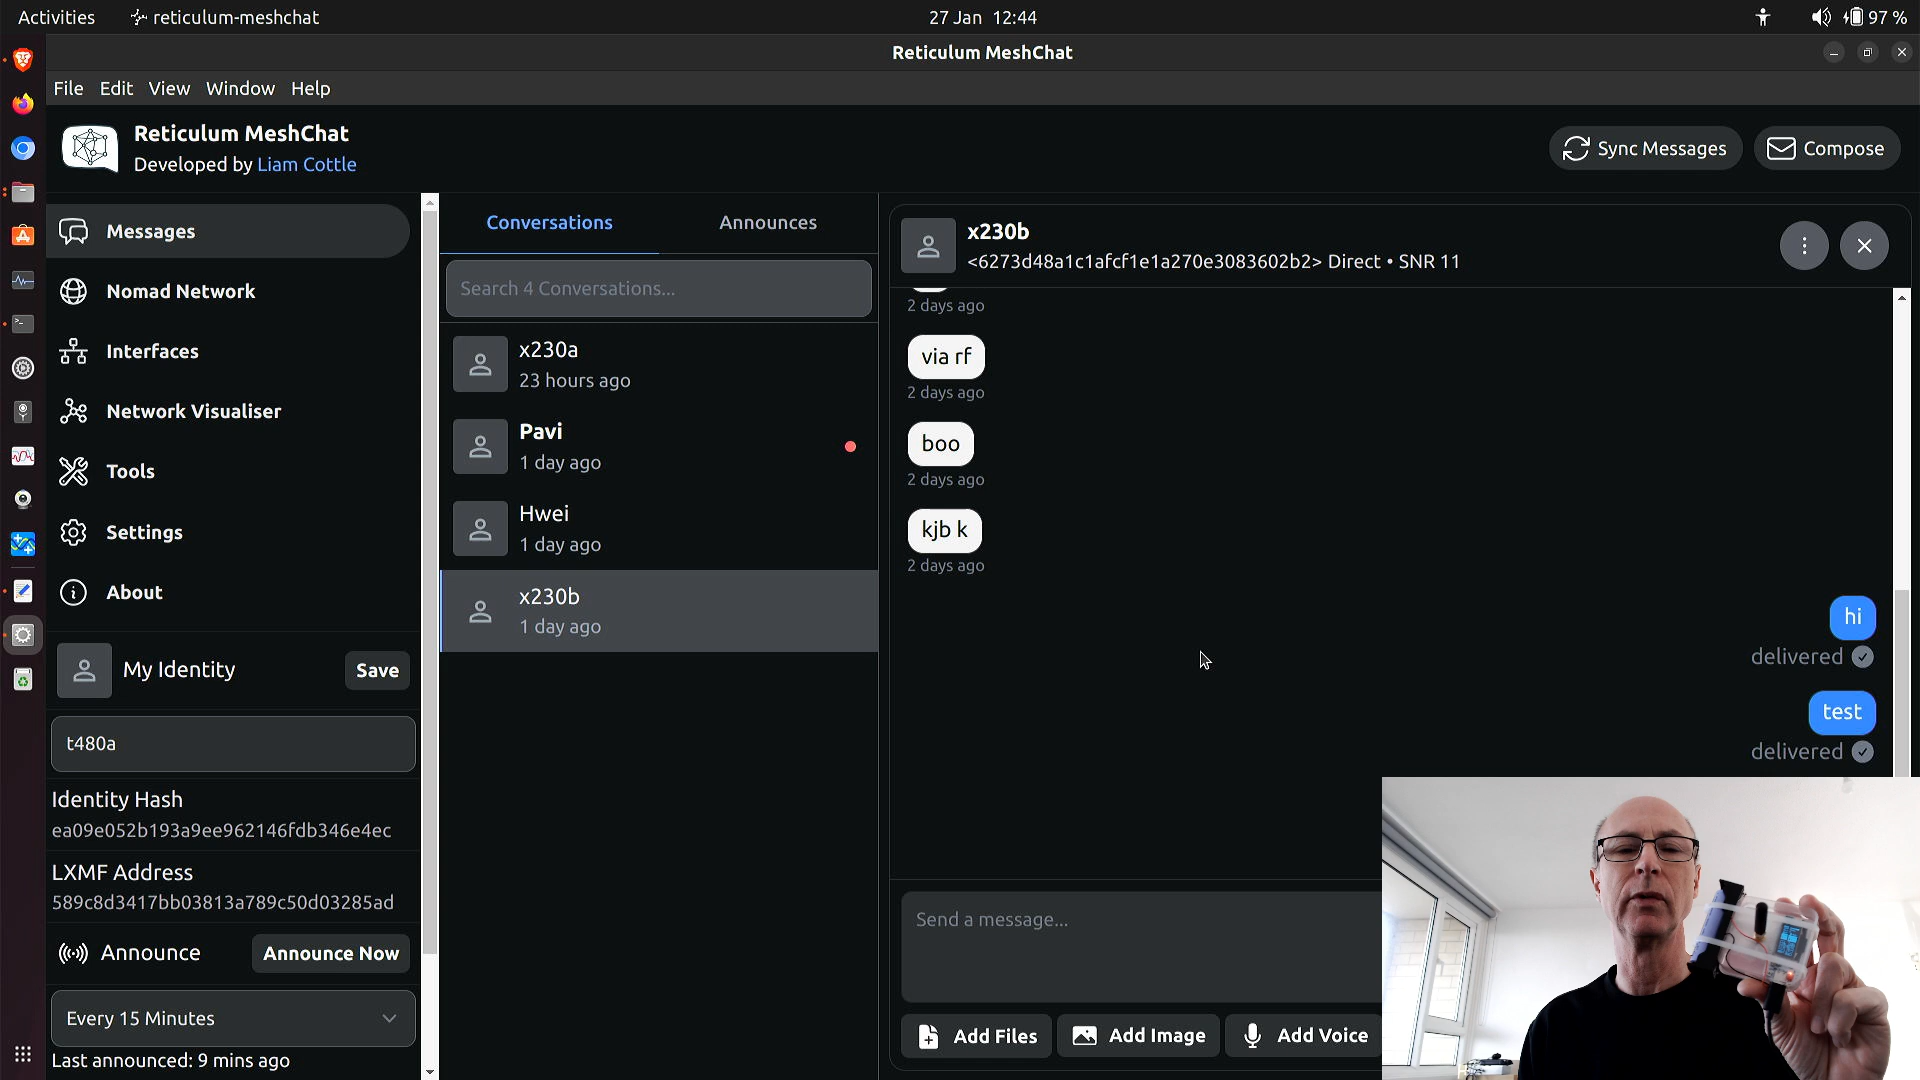 Activities
reticulum-meshchat
27 Jan 12:44
97 %
Reticulum MeshChat
File Edit View Window Help
Reticulum MeshChat
Developed by Liam Cottle
Sync Messages
Compose
Messages
Nomad Network
Interfaces
Network Visualiser
Tools
Settings
About
My Identity
Save
t480a
Identity Hash
ea09e052b193a9ee962146fdb346e4ec
LXMF Address
589c8d3417bb03813a789c50d03285ad
Announce
Announce Now
Every 15 Minutes
Last announced: 9 mins ago
Conversations
Announces
Search 4 Conversations...
x230a
23 hours ago
Pavi
1 day ago
Hwei
1 day ago
x230b
1 day ago
x230b
<6273d48a1c1afcf1e1a270e3083602b2> Direct • SNR 11
2 days ago
via rf
2 days ago
boo
2 days ago
kjb k
2 days ago
hi
delivered
test
delivered
Send a message...
Add Files
Add Image
Add Voice